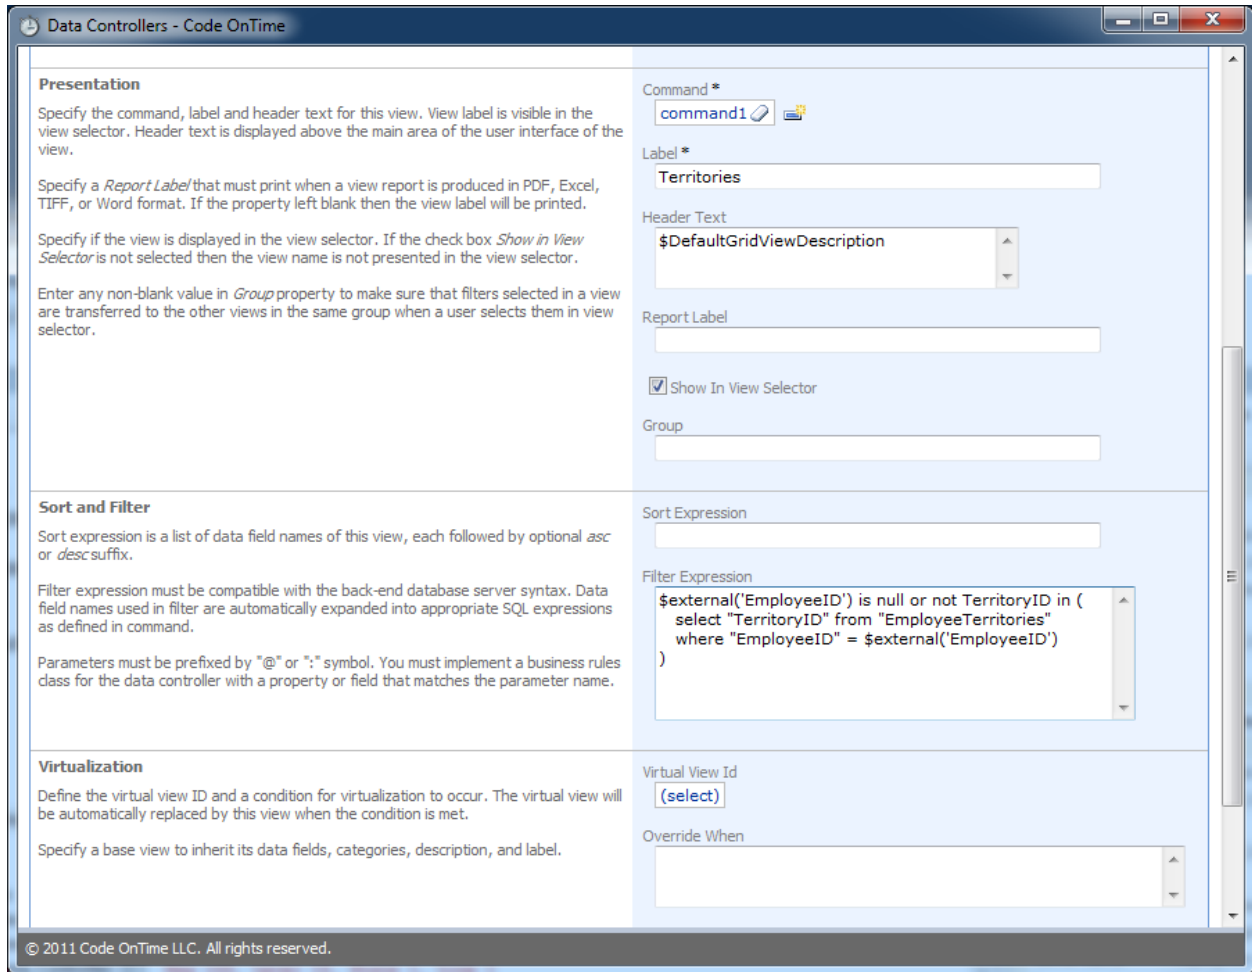 Data Controllers - Code OnTime
Presentation
Specify the command, label and header text for this view. View label is visible in the
view selector. Header text is displayed above the main area of the user interface of the
view.
Specify a Report Label that must print when a view report is produced in PDF, Excel,
TIFF, or Word format. If the property left blank then the view label will be printed.
Specify if the view is displayed in the view selector. If the check box Show in View
Selector is not selected then the view name is not presented in the view selector.
Enter any non-blank value in Group property to make sure that filters selected in a view
are transferred to the other views in the same group when a user selects them in view
selector.
Command *
command1
Label *
Territories
Header Text
$DefaultGridViewDescription
Report Label
Show In View Selector
Group
Sort and Filter
Sort expression is a list of data field names of this view, each followed by optional asc
or desc suffix.
Filter expression must be compatible with the back-end database server syntax. Data
field names used in filter are automatically expanded into appropriate SQL expressions
as defined in command.
Parameters must be prefixed by "@" or ":" symbol. You must implement a business rules
class for the data controller with a property or field that matches the parameter name.
Sort Expression
Filter Expression
$external('EmployeeID') is null or not TerritoryID in (
select "TerritoryID" from "EmployeeTerritories"
where "EmployeeID" = $external('EmployeeID')
)
Virtualization
Define the virtual view ID and a condition for virtualization to occur. The virtual view will
be automatically replaced by this view when the condition is met.
Specify a base view to inherit its data fields, categories, description, and label.
Virtual View Id
(select)
Override When
© 2011 Code OnTime LLC. All rights reserved.